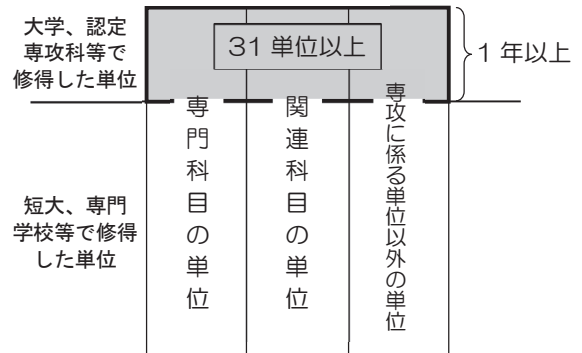 大学、認定
専攻科等で
修得した単位
31 単位以上
1 年以上
専門科目の単位
関連科目の単位
専攻に係る単位以外の単位
短大、専門
学校等で修得
した単位